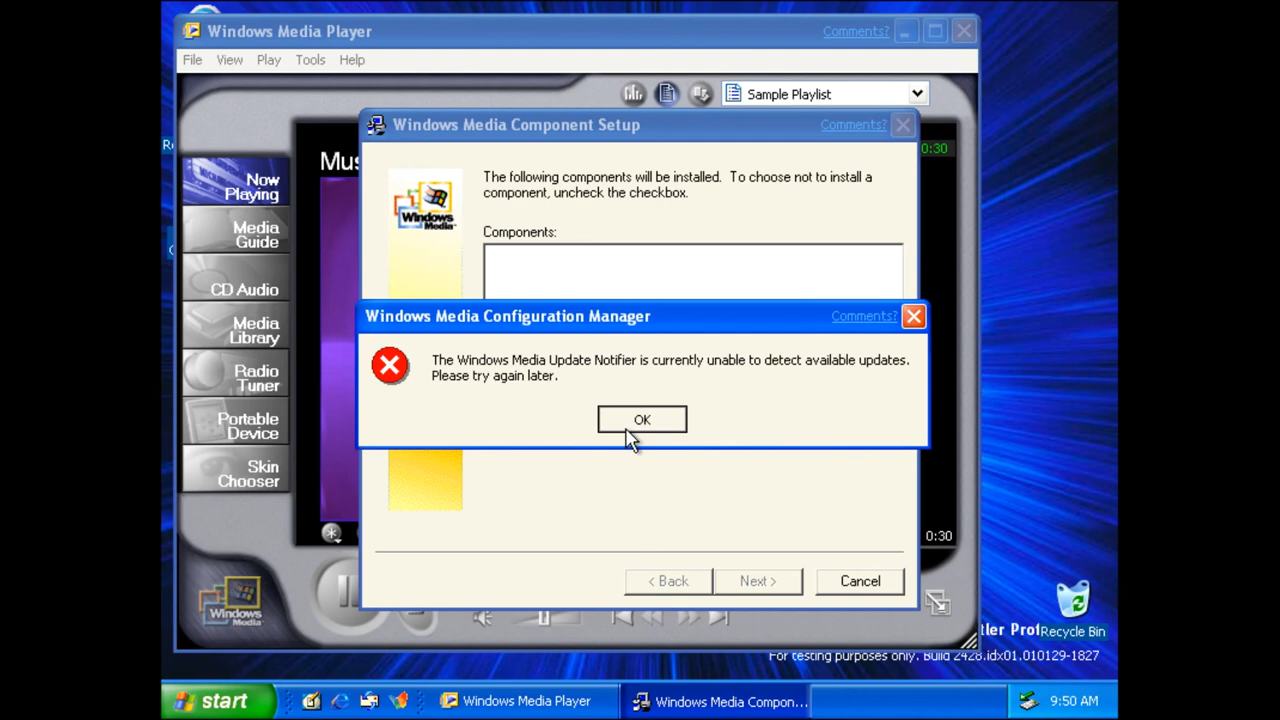 Windows Media Player
Comments?
File View Play Tools Help
Sample Playlist
Windows Media Component Setup
Comments?
0:30
Now
Playing
Media
Guide
CD Audio
Media
Library
Radio
Tuner
Portable
Device
Skin
Chooser
Windows
Media
The following components will be installed. To choose not to install a
component, uncheck the checkbox.
Windows Media
Components:
Windows Media Configuration Manager
Comments?
The Windows Media Update Notifier is currently unable to detect available updates.
Please try again later.
OK
0:30
< Back
Next >
Cancel
Recycle Bin
For testing purposes only. Build 2428.idx01.010129-1827
start
Windows Media Player
Windows Media Compon...
9:50 AM